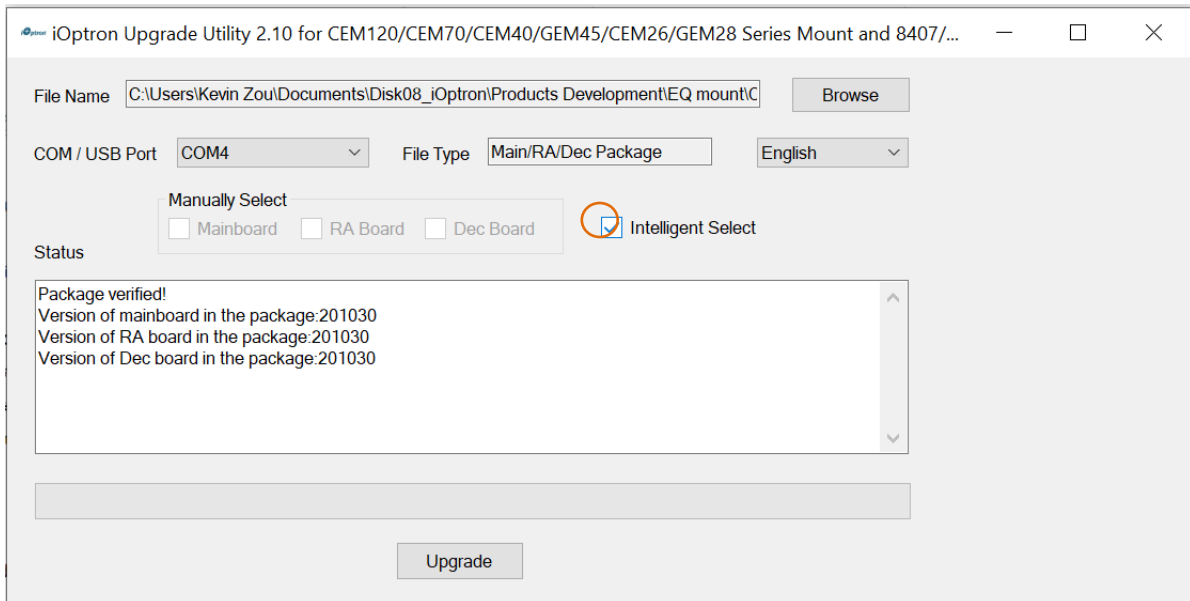 iOptron iOptron Upgrade Utility 2.10 for CEM120/CEM70/CEM40/GEM45/CEM26/GEM28 Series Mount and 8407/...
File Name C:\Users\Kevin Zou\Documents\Disk08_iOptron\Products Development\EQ mount\C Browse
COM / USB Port COM4 File Type Main/RA/Dec Package English
Manually Select
Mainboard RA Board Dec Board Intelligent Select
Status
Package verified!
Version of mainboard in the package:201030
Version of RA board in the package:201030
Version of Dec board in the package:201030
Upgrade